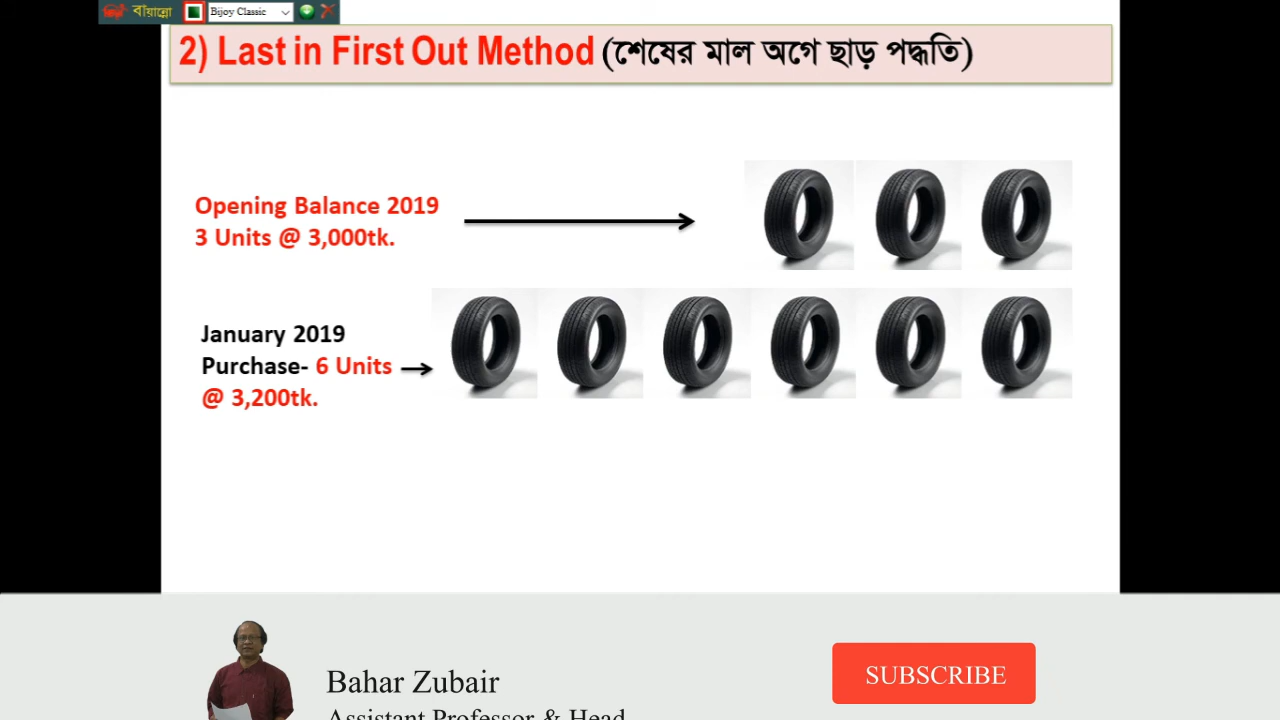 বায়ান্নো Bijoy Classic
2) Last in First Out Method (শেষের মাল অগে ছাড় পদ্ধতি)
Opening Balance 2019
3 Units @ 3,000tk.
January 2019
Purchase- 6 Units
@ 3,200tk.
Bahar Zubair
SUBSCRIBE
Assistant Professor & Head